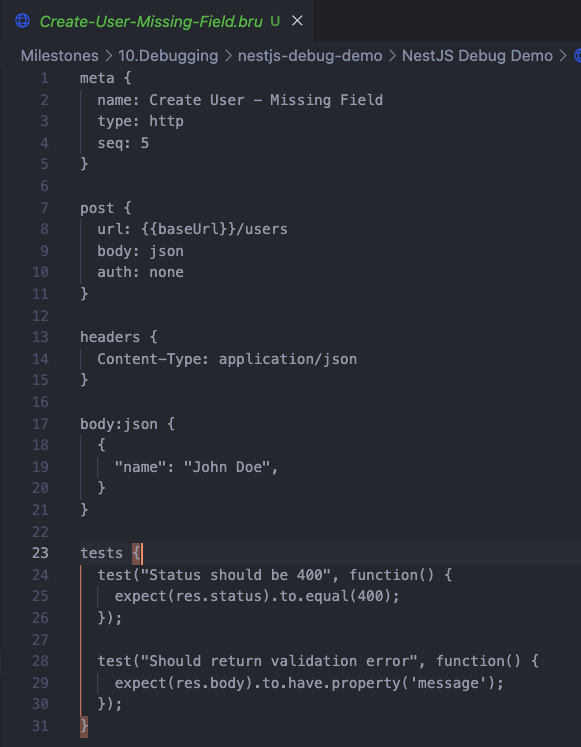 Create-User-Missing-Field.bru U ×
Milestones > 10.Debugging > nestjs-debug-demo > NestJS Debug Demo >
1 meta {
2   name: Create User - Missing Field
3   type: http
4   seq: 5
5 }
6
7 post {
8   url: {{baseUrl}}/users
9   body: json
10   auth: none
11 }
12
13 headers {
14   Content-Type: application/json
15 }
16
17 body:json {
18   {
19     "name": "John Doe",
20   }
21 }
22
23 tests {
24   test("Status should be 400", function() {
25     expect(res.status).to.equal(400);
26   });
27
28   test("Should return validation error", function() {
29     expect(res.body).to.have.property('message');
30   });
31 }